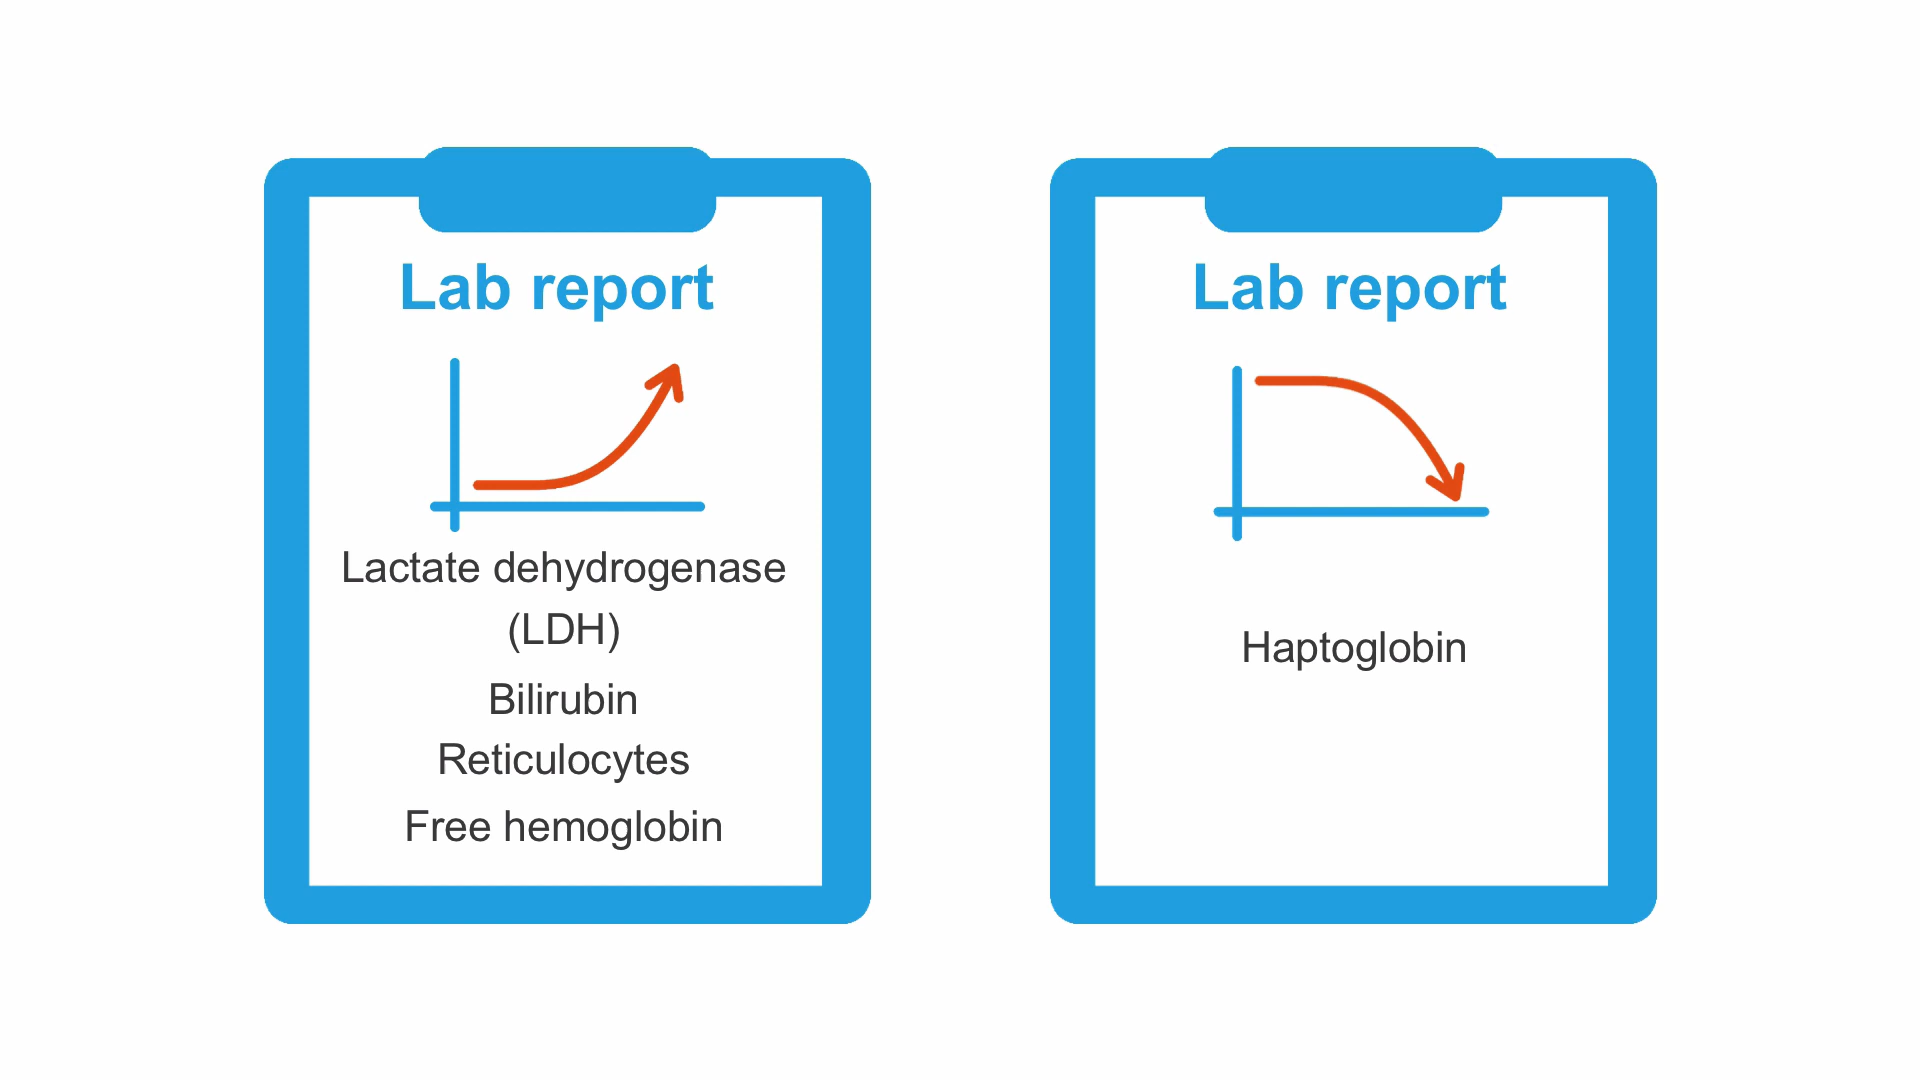 Lab report
Lactate dehydrogenase
(LDH)
Bilirubin
Reticulocytes
Free hemoglobin
Lab report
Haptoglobin